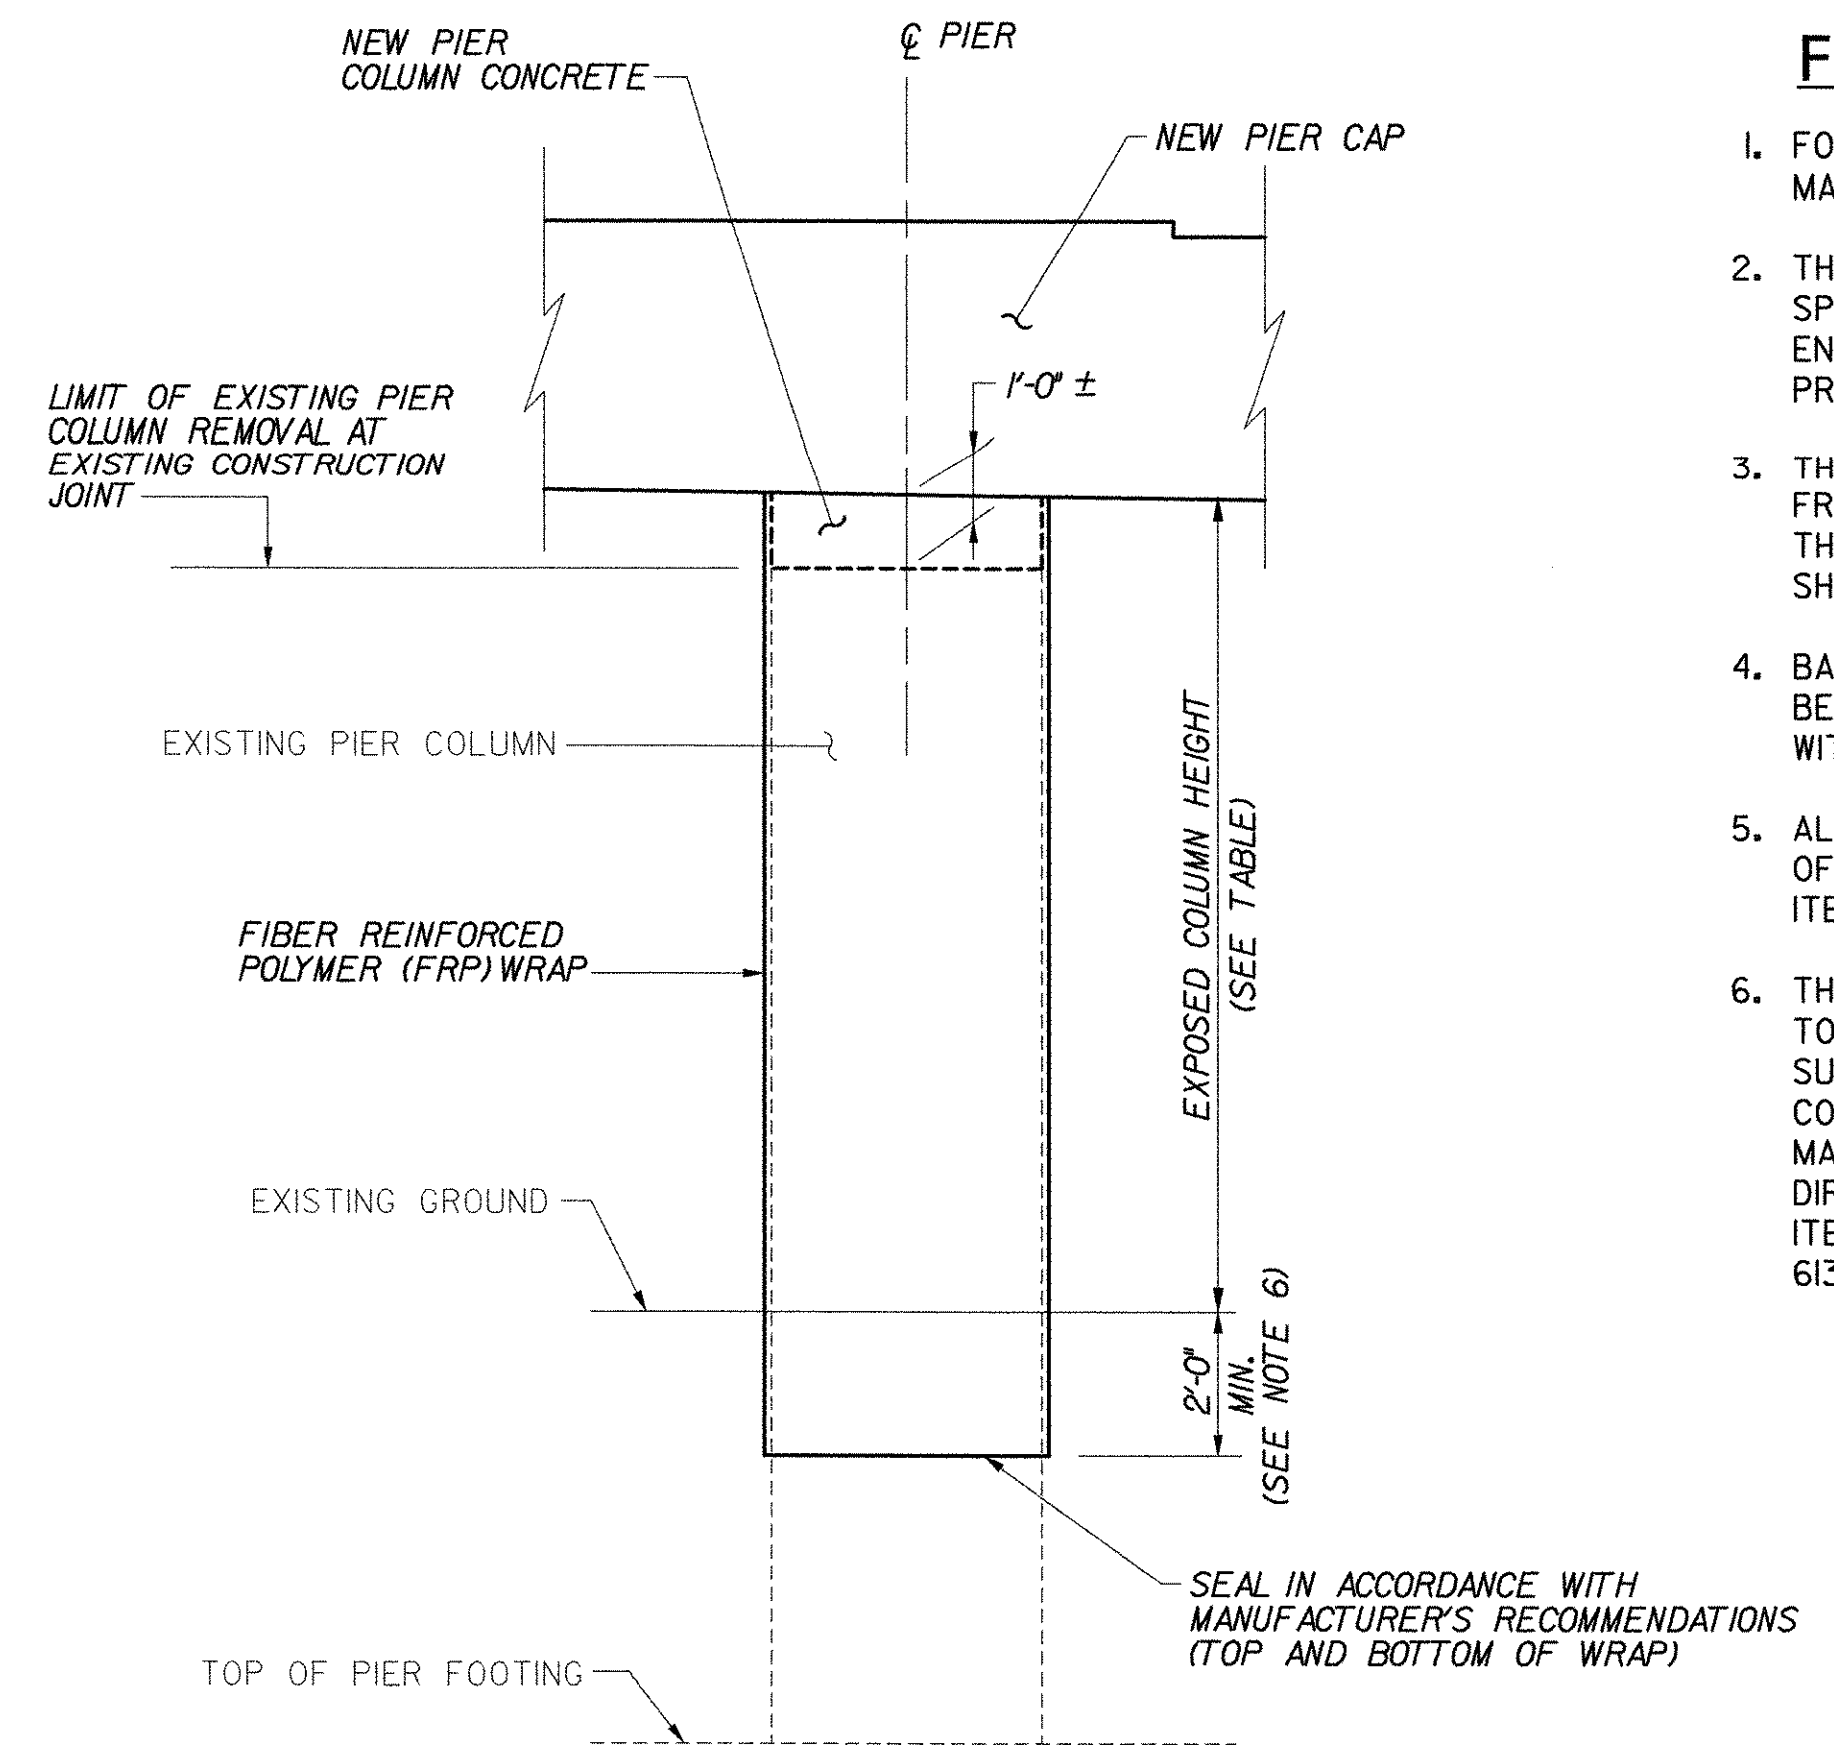 NEW PIER
COLUMN CONCRETE
℄ PIER
NEW PIER CAP
1'-0" ±
LIMIT OF EXISTING PIER
COLUMN REMOVAL AT
EXISTING CONSTRUCTION
JOINT
EXISTING PIER COLUMN
EXPOSED COLUMN HEIGHT
(SEE TABLE)
FIBER REINFORCED
POLYMER (FRP) WRAP
EXISTING GROUND
2'-0"
MIN.
(SEE NOTE 6)
SEAL IN ACCORDANCE WITH
MANUFACTURER'S RECOMMENDATIONS
(TOP AND BOTTOM OF WRAP)
TOP OF PIER FOOTING
F
1. FO
MA
2. TH
SP
EN
PR
3. TH
FR
TH
SH
4. BA
BE
WIT
5. AL
OF
ITE
6. TH
TO
SU
CO
MA
DIR
ITE
613